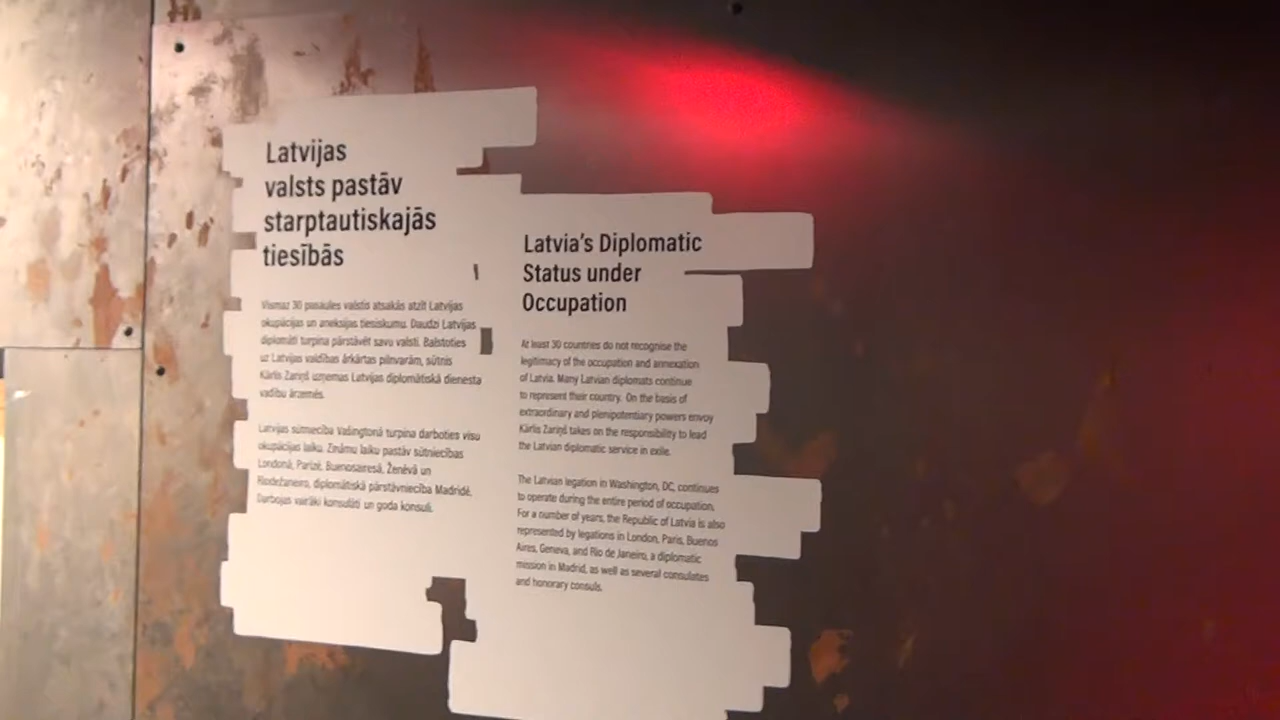 Latvijas
valsts pastāv
starptautiskajās
tiesībās
Vismaz 30 pasaules valstis atsakās atzīt Latvijas
okupācijas un aneksijas tiesiskumu. Daudzi Latvijas
diplomāti turpina pārstāvēt savu valsti. Balstoties
uz Latvijas valdības ārkārtas pilnvarām, sūtnis
Kārlis Zariņš uzņemas Latvijas diplomātiskā dienesta
vadību ārzemēs.
Latvijas sūtniecība Vašingtonā turpina darboties visu
okupācijas laiku. Zināmu laiku pastāv sūtniecības
Londonā, Parīzē, Buenosairesā, Ženēvā un
Riodežaneiro, diplomātiskā pārstāvniecība Madridē.
Darbojas vairāki konsulāti un goda konsuli.
Latvia's Diplomatic
Status under
Occupation
At least 30 countries do not recognise the
legitimacy of the occupation and annexation
of Latvia. Many Latvian diplomats continue
to represent their country. On the basis of
extraordinary and plenipotentiary powers envoy
Kārlis Zariņš takes on the responsibility to lead
the Latvian diplomatic service in exile.
The Latvian legation in Washington, DC, continues
to operate during the entire period of occupation.
For a number of years, the Republic of Latvia is also
represented by legations in London, Paris, Buenos
Aires, Geneva, and Rio de Janeiro, a diplomatic
mission in Madrid, as well as several consulates
and honorary consuls.